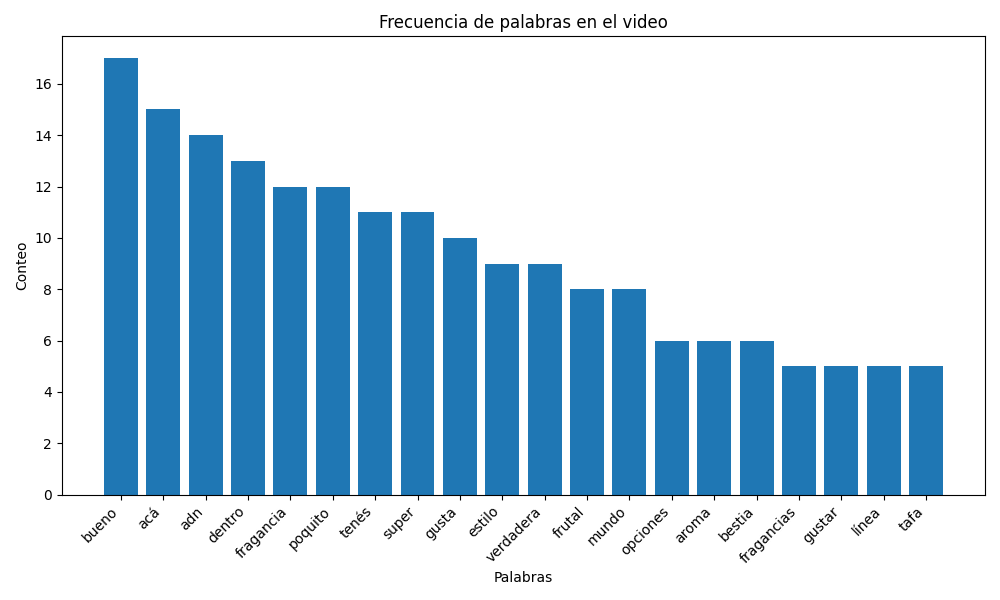 Frecuencia de palabras en el video
Conteo
16
14
12
10
8
6
4
2
0
bueno
acá
adn
dentro
fragancia
poquito
tenés
super
gusta
estilo
verdadera
frutal
mundo
opciones
aroma
bestia
fragancias
gustar
línea
tafa
Palabras